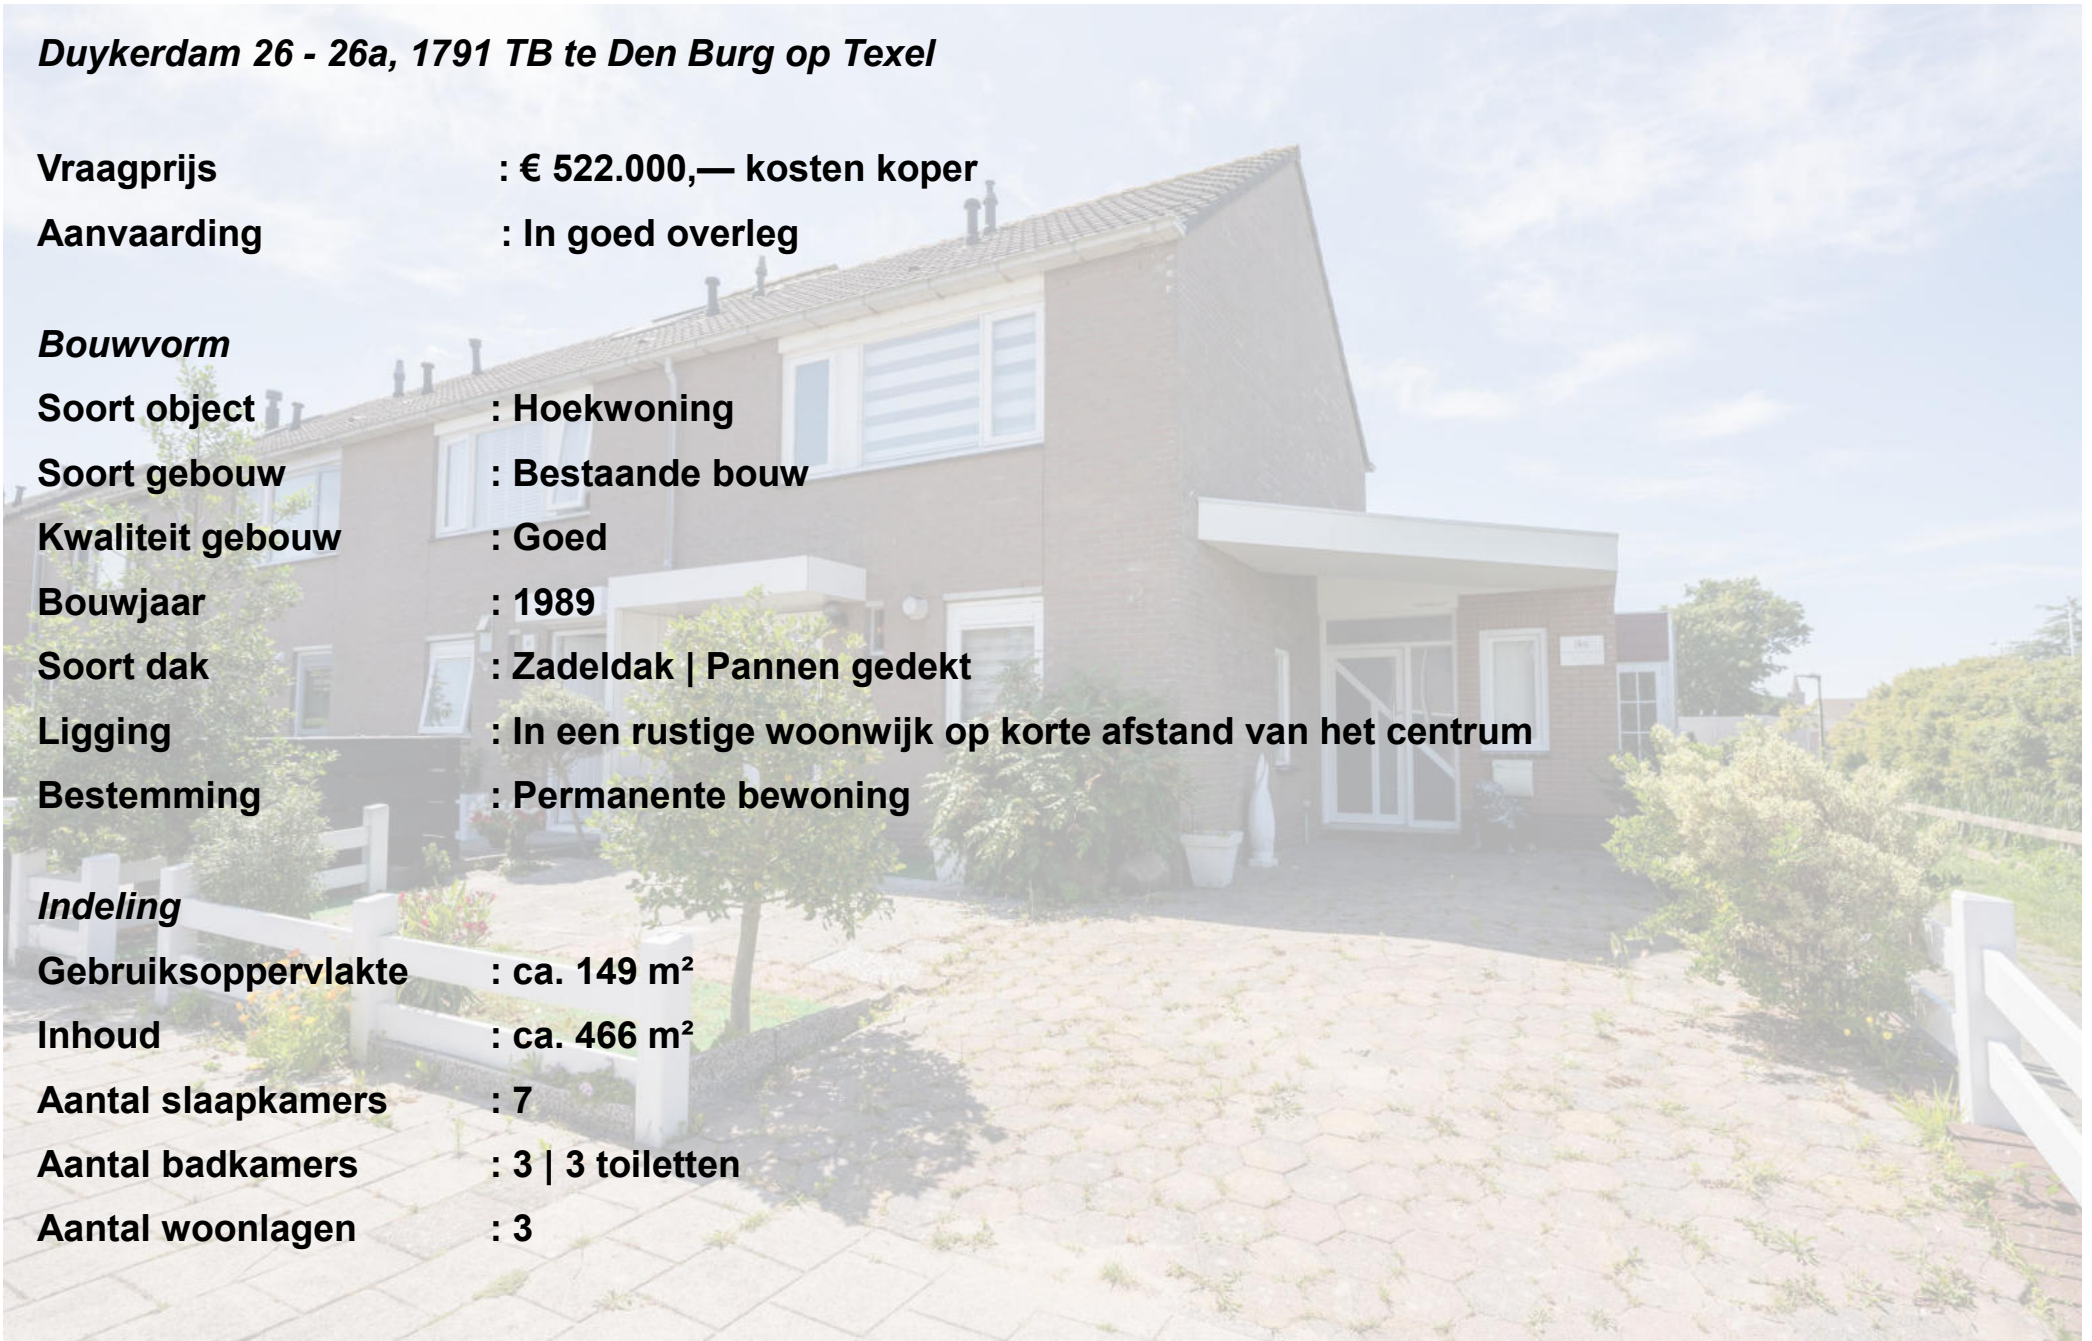 Duykerdam 26 - 26a, 1791 TB te Den Burg op Texel
Vraagprijs : € 522.000,— kosten koper
Aanvaarding : In goed overleg
Bouwvorm
Soort object : Hoekwoning
Soort gebouw : Bestaande bouw
Kwaliteit gebouw : Goed
Bouwjaar : 1989
Soort dak : Zadeldak | Pannen gedekt
Ligging : In een rustige woonwijk op korte afstand van het centrum
Bestemming : Permanente bewoning
Indeling
Gebruiksoppervlakte : ca. 149 m²
Inhoud : ca. 466 m²
Aantal slaapkamers : 7
Aantal badkamers : 3 | 3 toiletten
Aantal woonlagen : 3